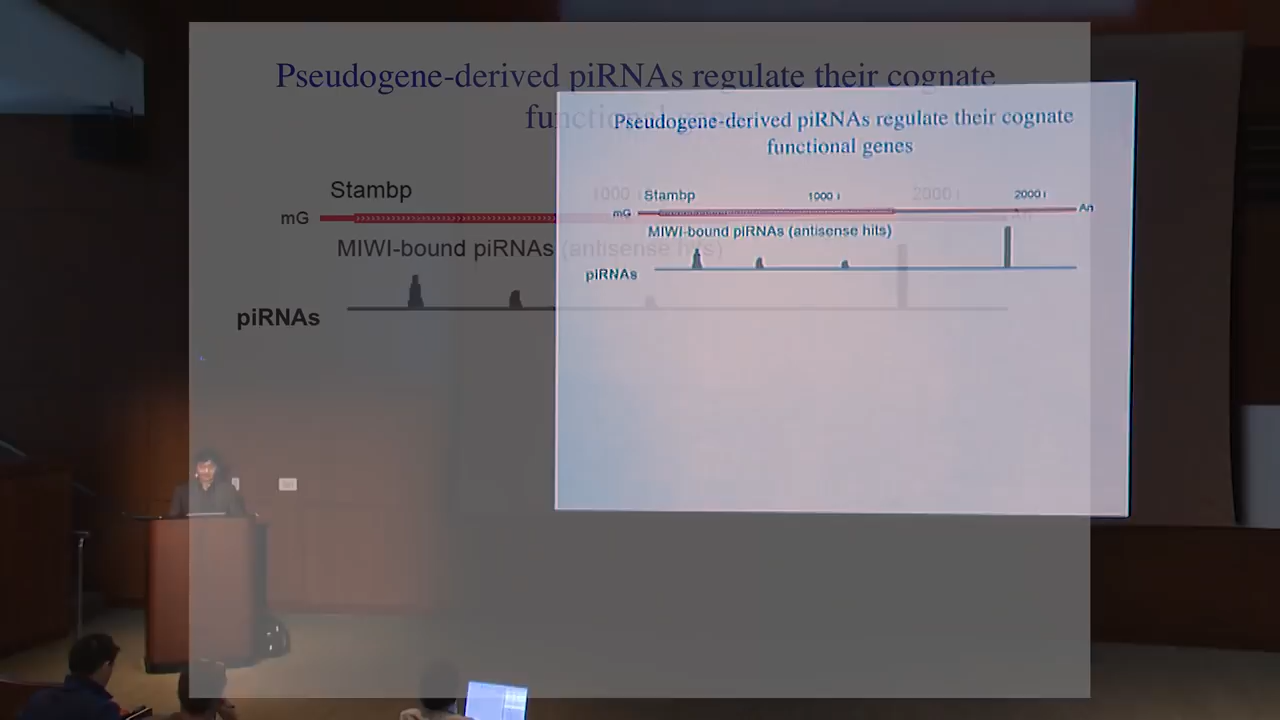 Pseudogene-derived piRNAs regulate their cognate
functional genes
Stambp 1000 2000
mG An
MIWI-bound piRNAs (antisense hits)
piRNAs
Pseudogene-derived piRNAs regulate their cognate
functional genes
Stambp 1000 2000
mG An
MIWI-bound piRNAs (antisense hits)
piRNAs